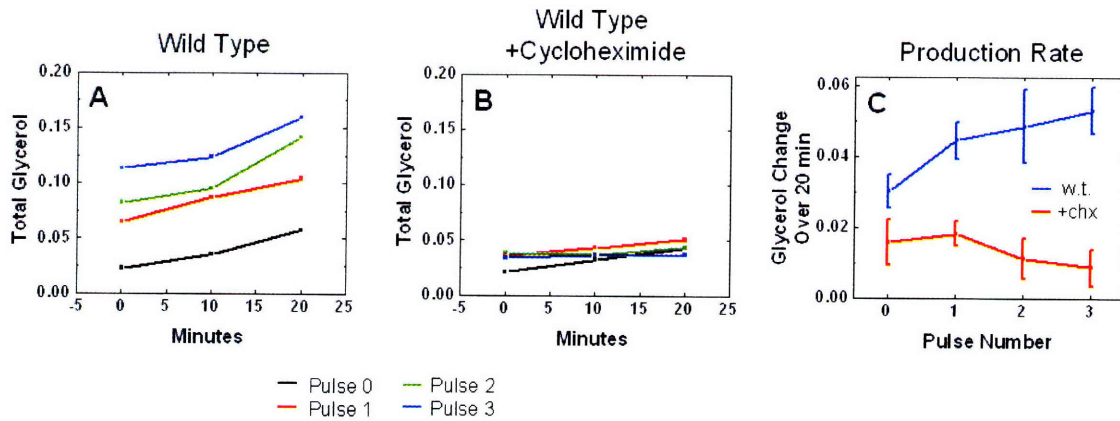 Wild Type
A
Total Glycerol
0.20
0.15
0.10
0.05
0.00
-5 0 5 10 15 20 25
Minutes
Wild Type
+Cycloheximide
B
Total Glycerol
0.20
0.15
0.10
0.05
0.00
-5 0 5 10 15 20 25
Minutes
Production Rate
C
Glycerol Change
Over 20 min
0.06
0.04
0.02
0.00
w.t.
+chx
0 1 2 3
Pulse Number
Pulse 0
Pulse 2
Pulse 1
Pulse 3